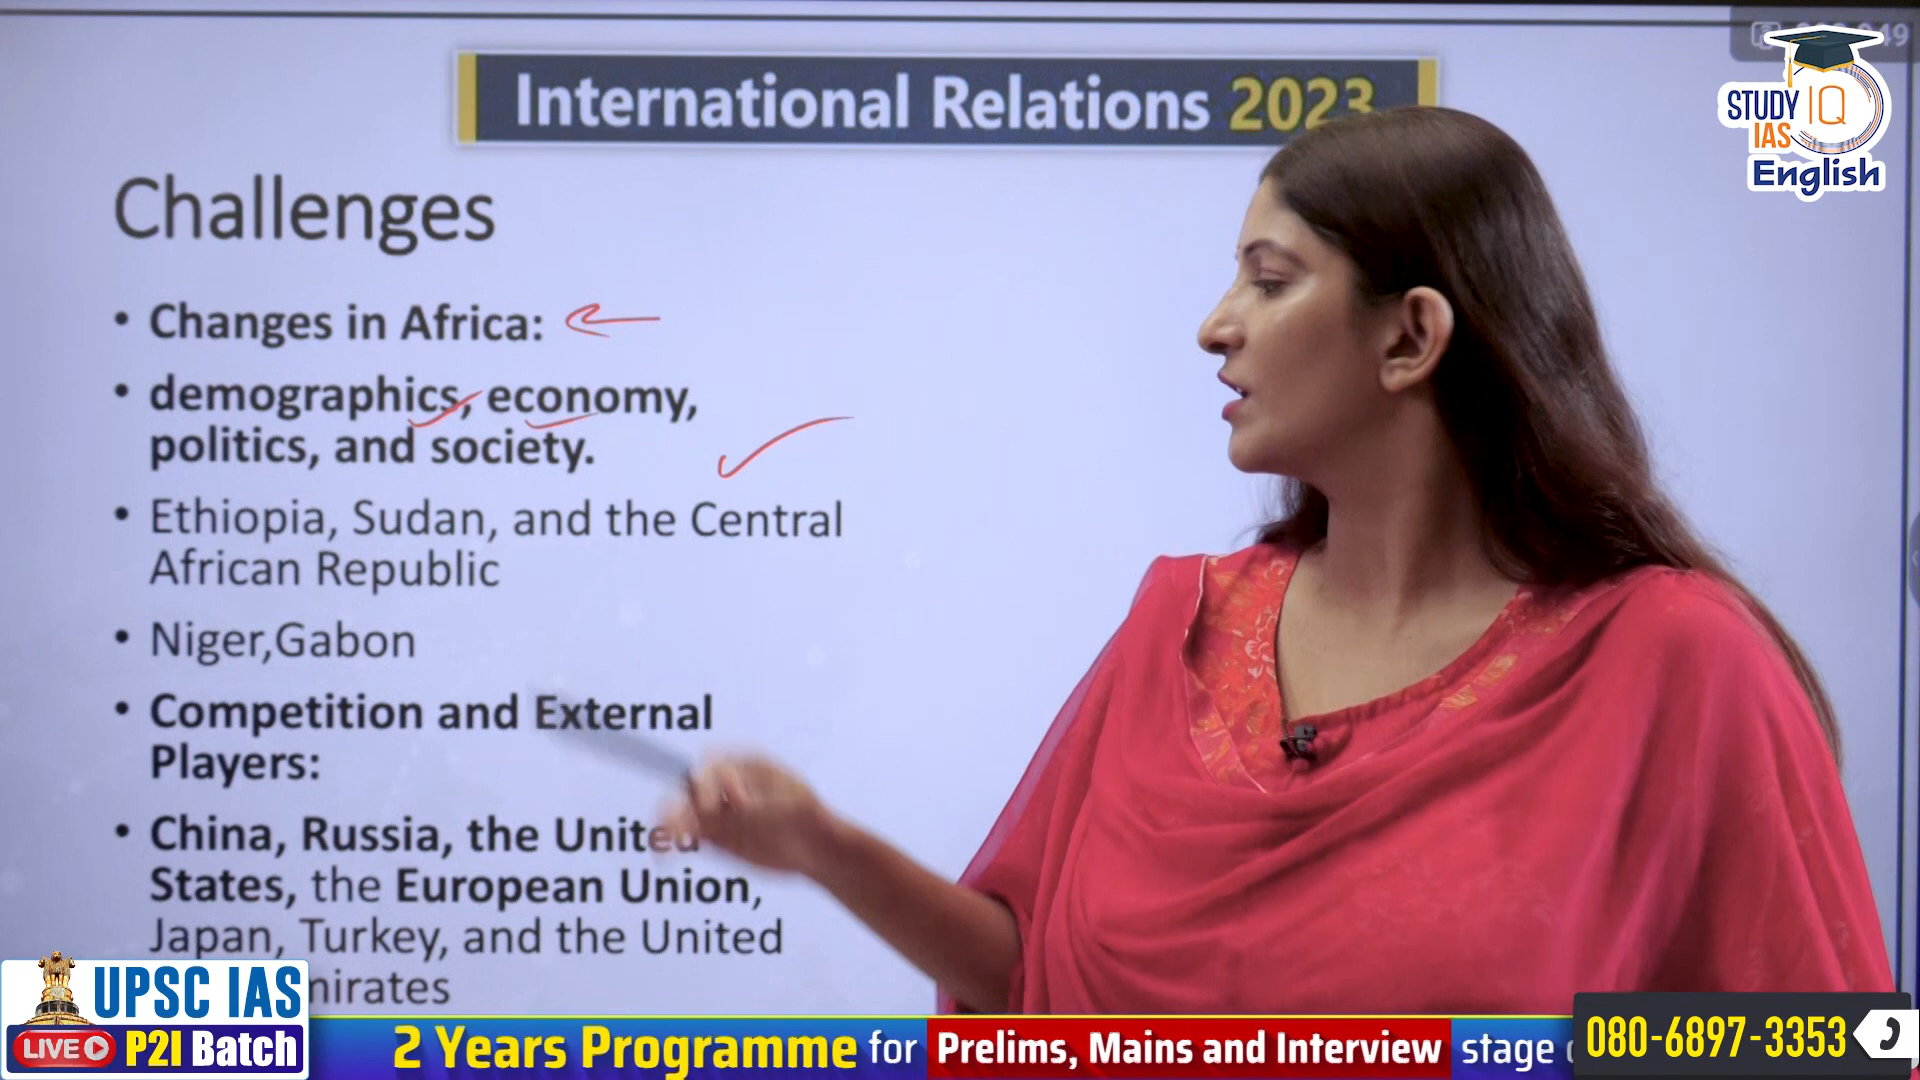 International Relations 2023
STUDY IQ
IAS
English
Challenges
• Changes in Africa:
• demographics, economy,
politics, and society.
• Ethiopia, Sudan, and the Central
African Republic
• Niger,Gabon
• Competition and External
Players:
• China, Russia, the United
States, the European Union,
Japan, Turkey, and the United
UPSC IAS
LIVE P2I Batch
2 Years Programme for Prelims, Mains and Interview stage
080-6897-3353